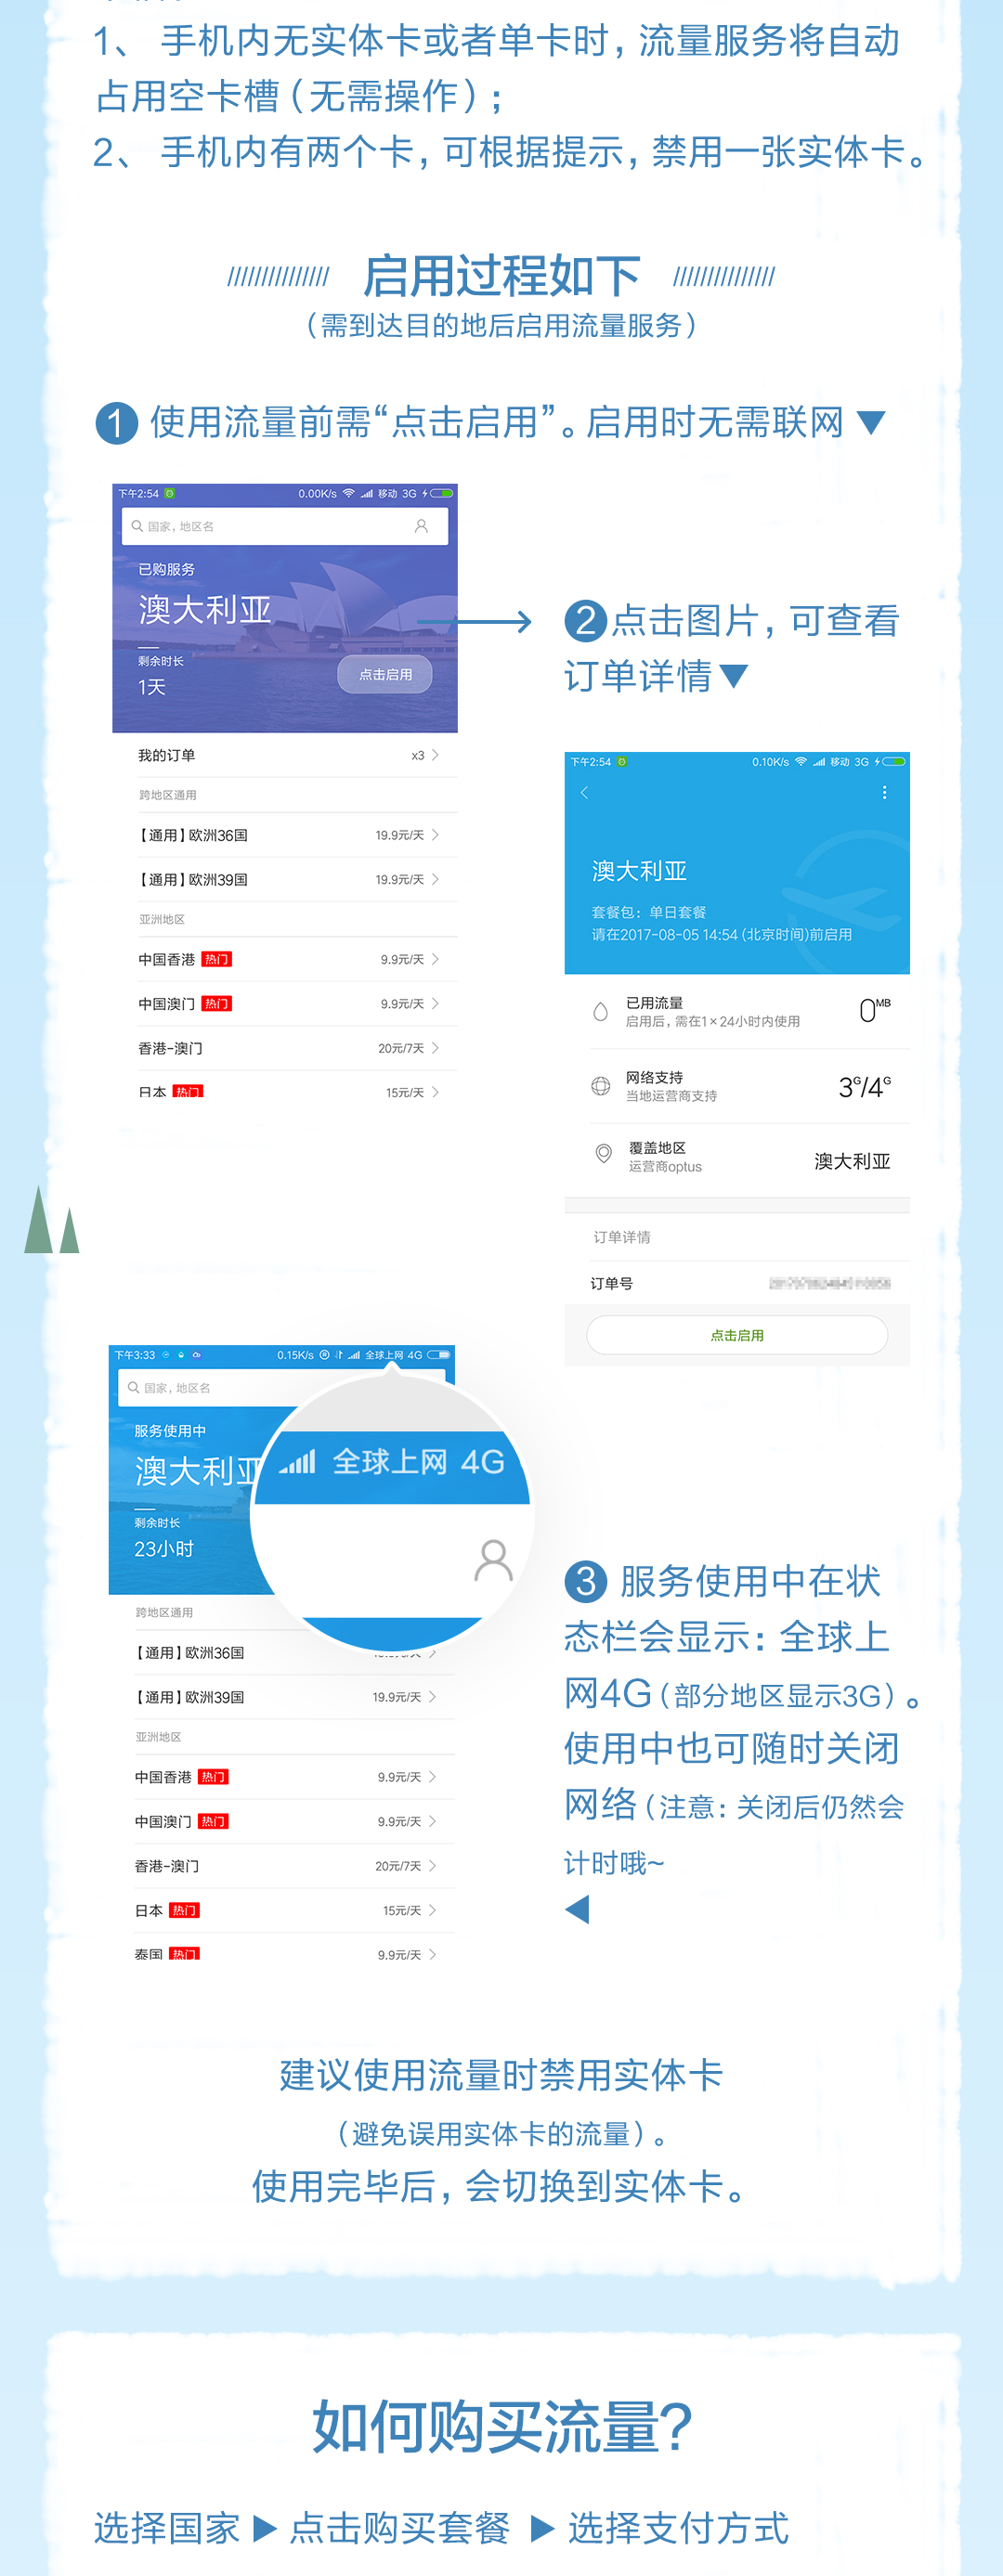 1、 手机内无实体卡或者单卡时, 流量服务将自动
占用空卡槽 (无需操作) ;
2、 手机内有两个卡, 可根据提示, 禁用一张实体卡。
启用过程如下
(需到达目的地后启用流量服务)
1 使用流量前需“点击启用”。启用时无需联网
下午2:54 0.00K/s 移动 3G
国家, 地区名
已购服务
澳大利亚
剩余时长
1天
点击启用
我的订单 x3
跨地区通用
【通用】欧洲36国 19.9元/天
【通用】欧洲39国 19.9元/天
亚洲地区
中国香港 热门 9.9元/天
中国澳门 热门 9.9元/天
香港-澳门 20元/7天
日本 热门 15元/天
2 点击图片, 可查看
订单详情
下午2:54 0.10K/s 移动 3G
澳大利亚
套餐包: 单日套餐
请在2017-08-05 14:54 (北京时间)前启用
已用流量 0MB
启用后, 需在1×24小时内使用
网络支持 3G/4G
当地运营商支持
覆盖地区 澳大利亚
运营商optus
订单详情
订单号
点击启用
下午3:33 0.15K/s 全球上网 4G
国家, 地区名
服务使用中
澳大利亚
剩余时长
23小时
全球上网 4G
跨地区通用
【通用】欧洲36国
【通用】欧洲39国 19.9元/天
亚洲地区
中国香港 热门 9.9元/天
中国澳门 热门 9.9元/天
香港-澳门 20元/7天
日本 热门 15元/天
泰国 热门 9.9元/天
3 服务使用中在状
态栏会显示: 全球上
网4G (部分地区显示3G) 。
使用中也可随时关闭
网络 (注意: 关闭后仍然会
计时哦~
建议使用流量时禁用实体卡
(避免误用实体卡的流量) 。
使用完毕后, 会切换到实体卡。
如何购买流量?
选择国家 ▶ 点击购买套餐 ▶ 选择支付方式